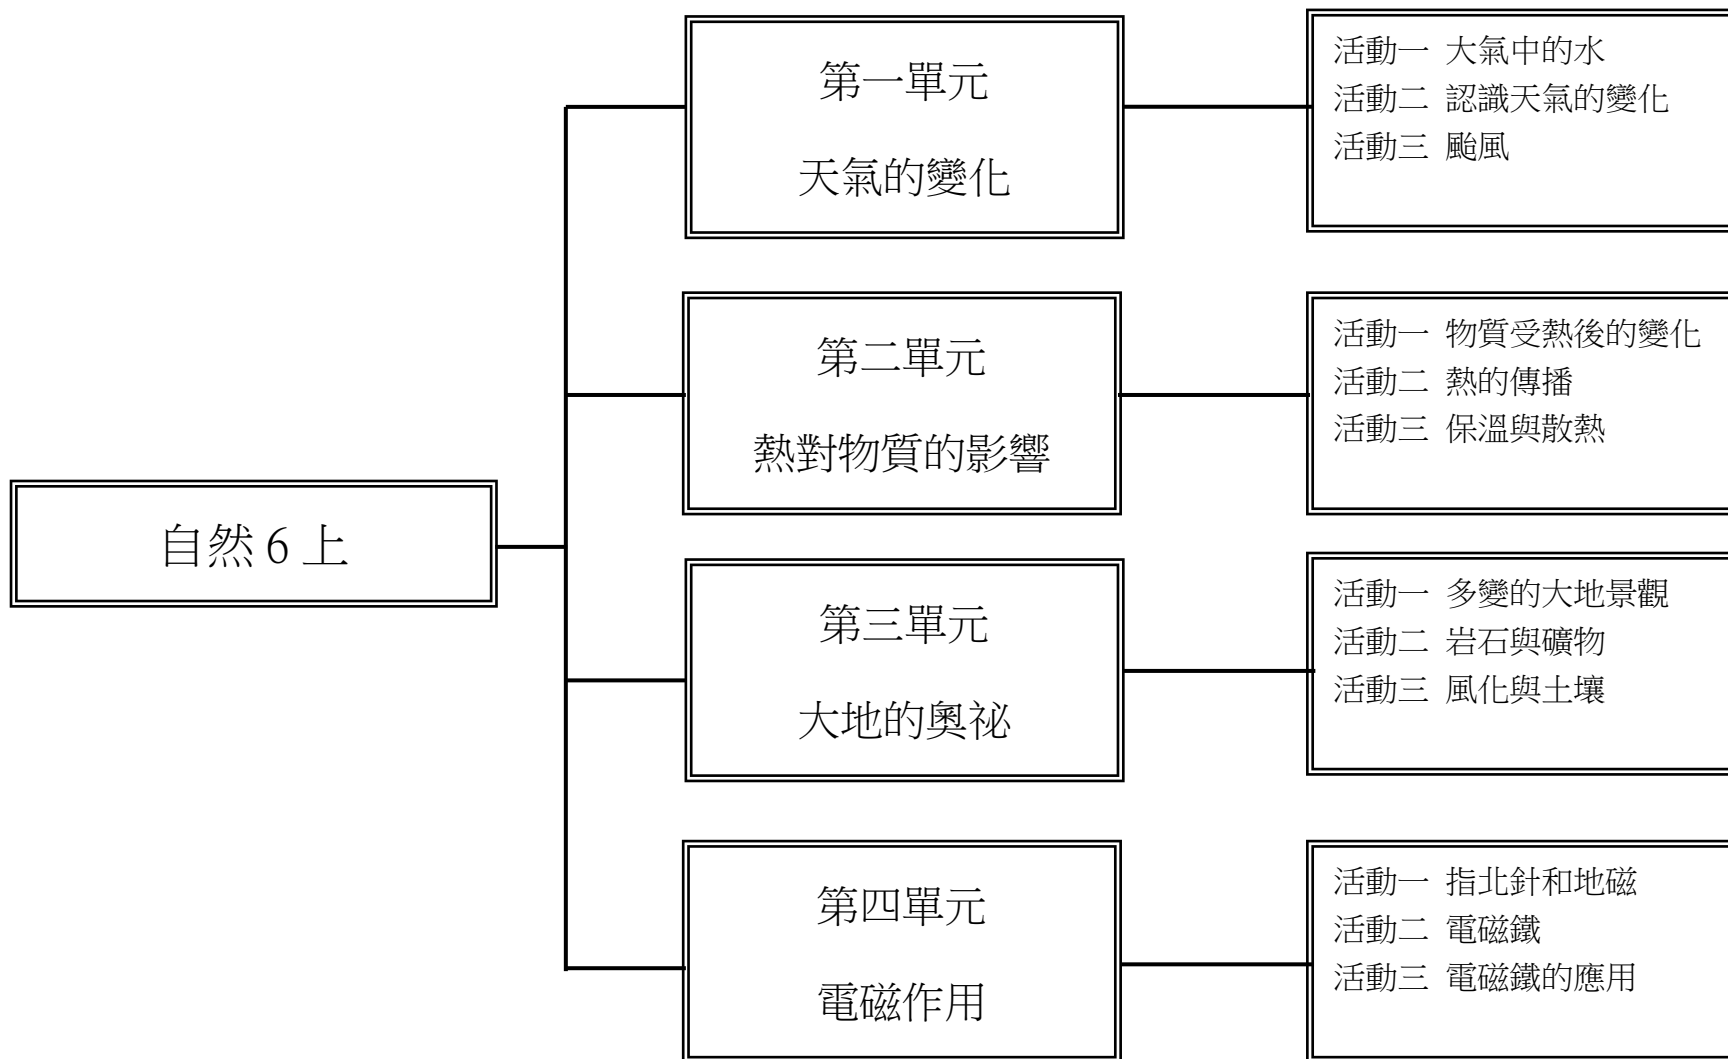 自然 6 上
第一單元
天氣的變化
活動一 大氣中的水
活動二 認識天氣的變化
活動三 颱風
第二單元
熱對物質的影響
活動一 物質受熱後的變化
活動二 熱的傳播
活動三 保溫與散熱
第三單元
大地的奧祕
活動一 多變的大地景觀
活動二 岩石與礦物
活動三 風化與土壤
第四單元
電磁作用
活動一 指北針和地磁
活動二 電磁鐵
活動三 電磁鐵的應用